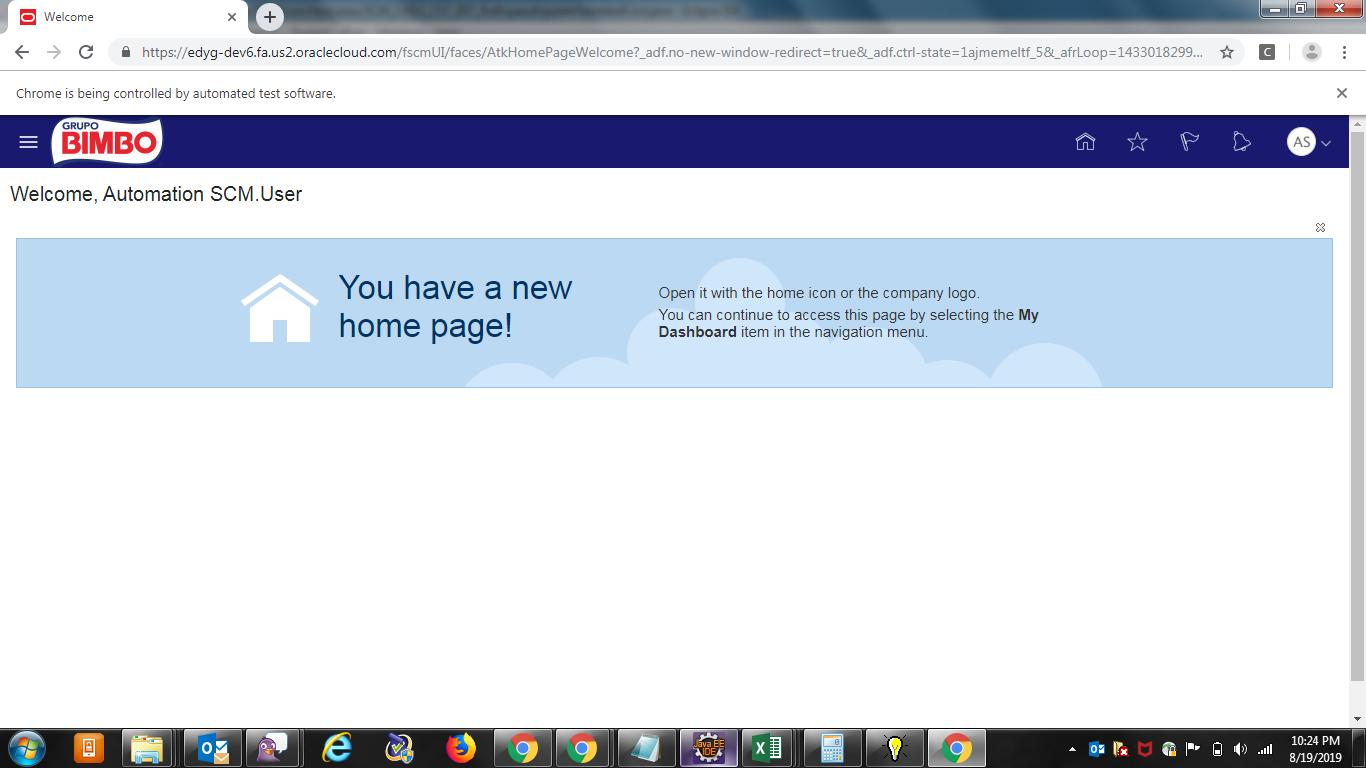 Welcome
https://edyg-dev6.fa.us2.oraclecloud.com/fscmUI/faces/AtkHomePageWelcome?_adf.no-new-window-redirect=true&_adf.ctrl-state=1ajmemeltf_5&_afrLoop=1433018299...
C
Chrome is being controlled by automated test software.
GRUPO
BIMBO
AS
Welcome, Automation SCM.User
You have a new
home page!
Open it with the home icon or the company logo.
You can continue to access this page by selecting the My
Dashboard item in the navigation menu.
Java EE
IDE
10:24 PM
8/19/2019